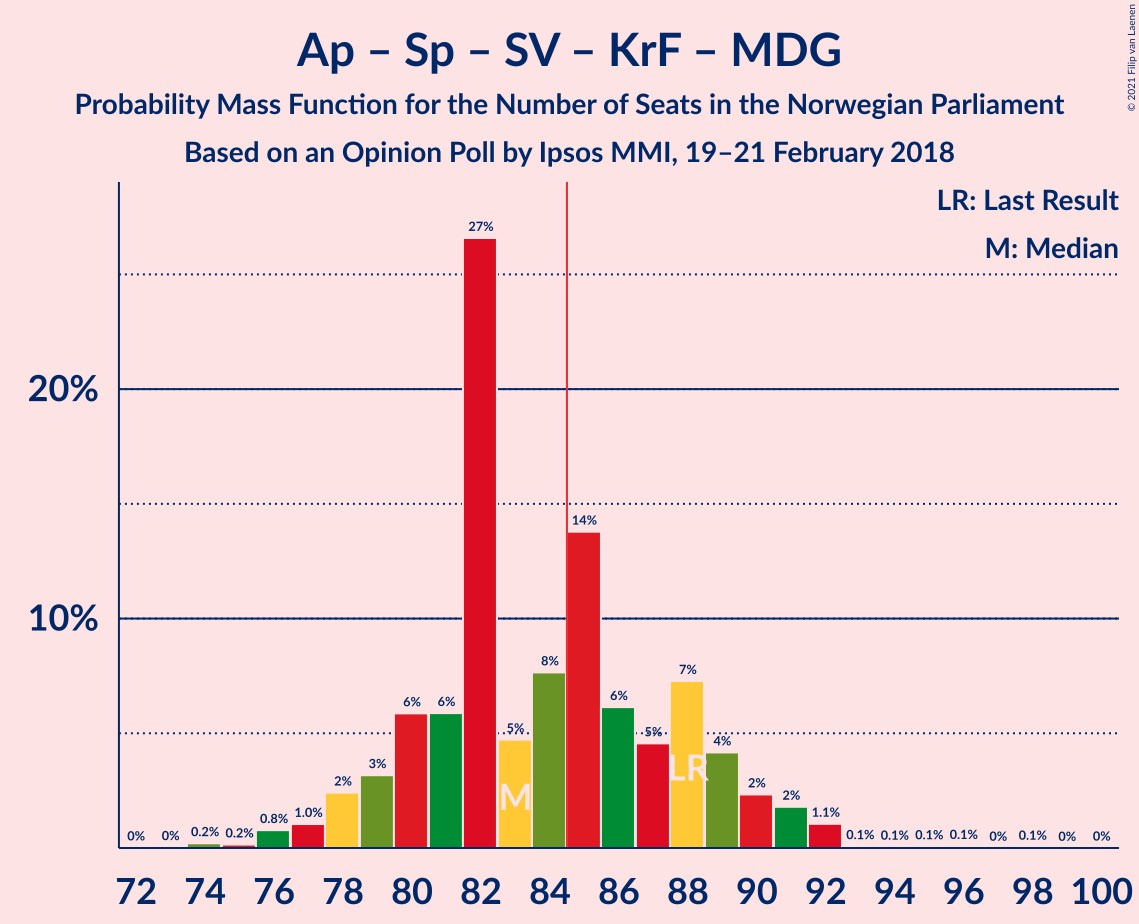 Ap – Sp – SV – KrF – MDG
Probability Mass Function for the Number of Seats in the Norwegian Parliament
Based on an Opinion Poll by Ipsos MMI, 19–21 February 2018
© 2021 Filip van Laenen
LR: Last Result
M: Median
20%
10%
0% 0% 0.2% 0.2% 0.8% 1.0% 2% 3% 6% 6% 27% 5% 8% 14% 6% 5% 7% 4% 2% 2% 1.1% 0.1% 0.1% 0.1% 0.1% 0% 0.1% 0% 0%
M
LR
72 74 76 78 80 82 84 86 88 90 92 94 96 98 100